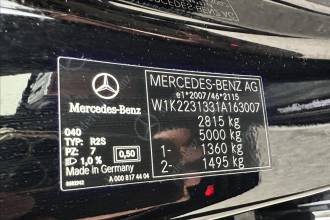 MERCEDES-BENZ AG
e1*2007/46*2115
W1K2231331A163007
2815 kg
5000 kg
1- 1360 kg
2- 1495 kg
Mercedes-Benz
040
TYP: R2S
PZ: 7
1,0 % 0,50
Made in Germany
A 000 817 44 04